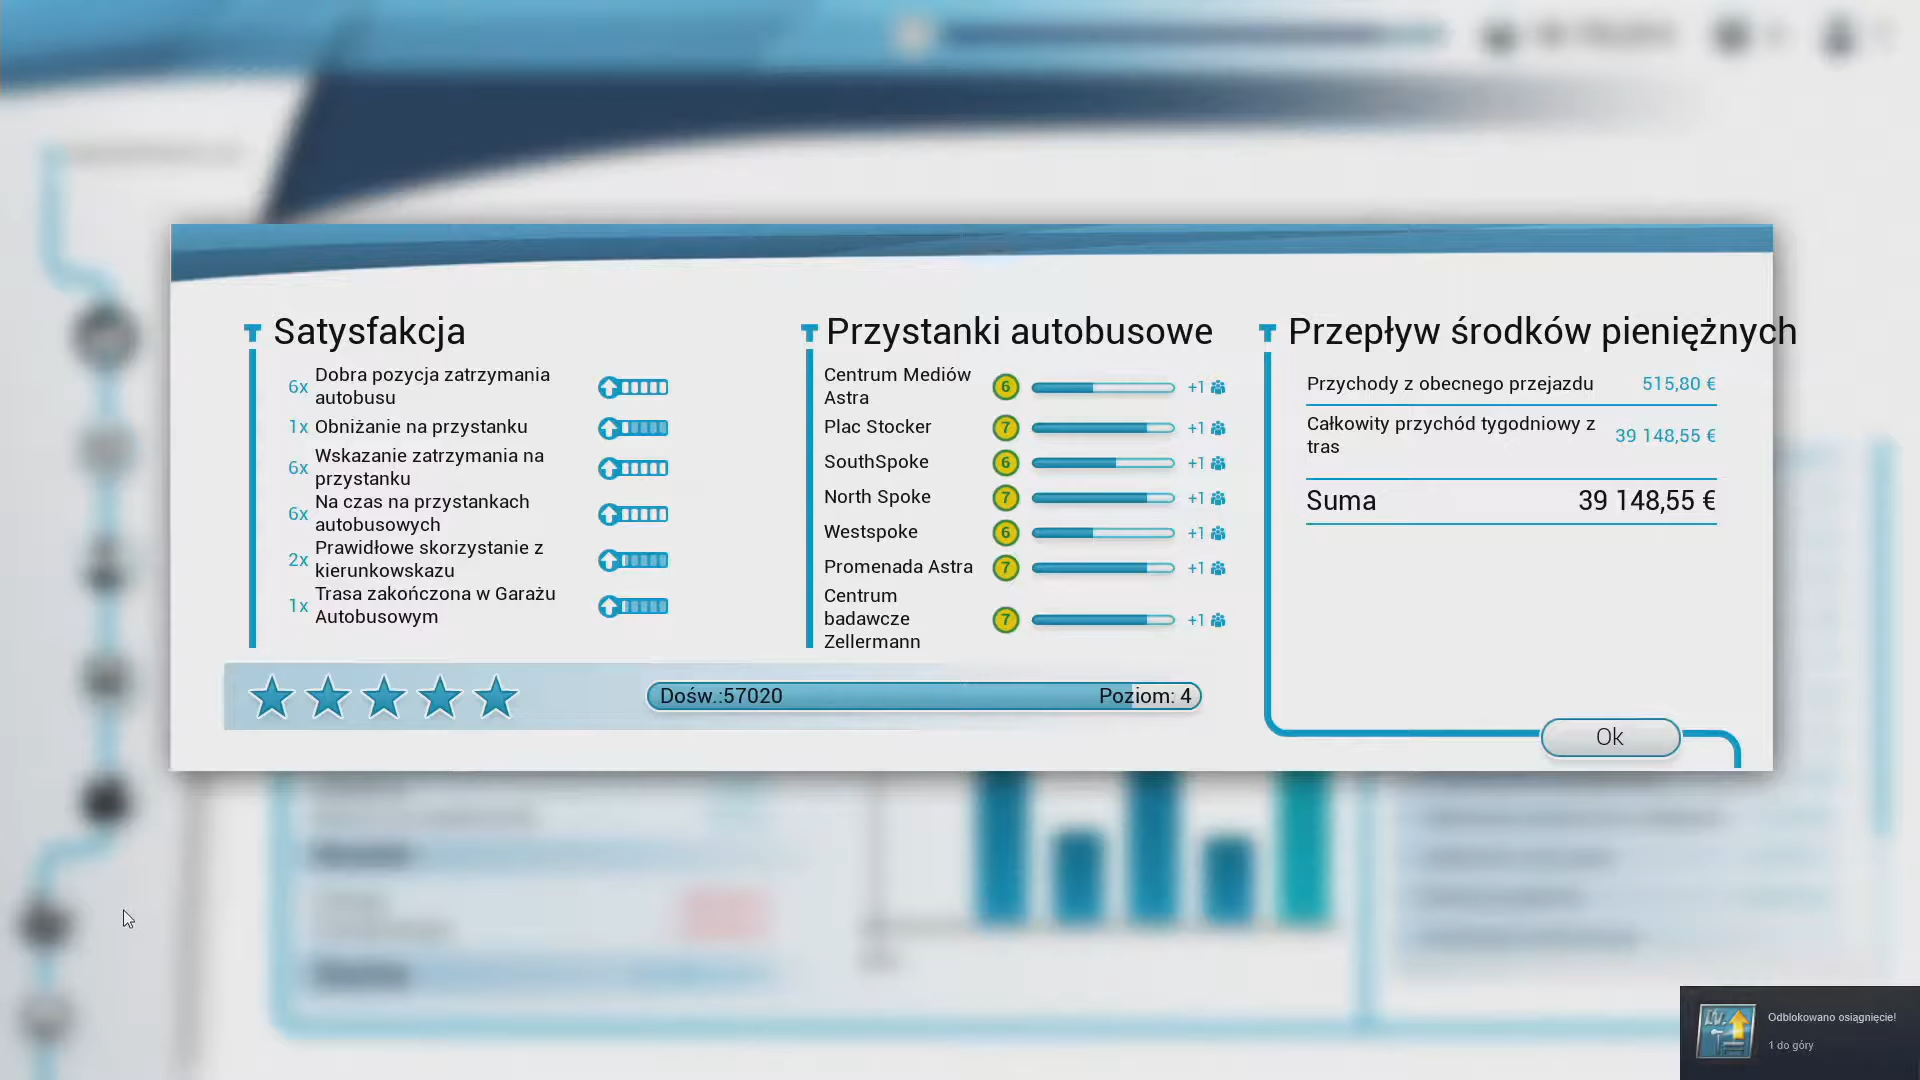 Satysfakcja
6x Dobra pozycja zatrzymania
autobusu
1x Obniżanie na przystanku
6x Wskazanie zatrzymania na
przystanku
6x Na czas na przystankach
autobusowych
2x Prawidłowe skorzystanie z
kierunkowskazu
1x Trasa zakończona w Garażu
Autobusowym
Dośw.:57020 Poziom: 4
Przystanki autobusowe
Centrum Mediów
Astra 6 +1
Plac Stocker 7 +1
SouthSpoke 6 +1
North Spoke 7 +1
Westspoke 6 +1
Promenada Astra 7 +1
Centrum
badawcze 7 +1
Zellermann
Przepływ środków pieniężnych
Przychody z obecnego przejazdu 515,80 €
Całkowity przychód tygodniowy z
tras 39 148,55 €
Suma 39 148,55 €
Ok
Odblokowano osiągnięcie!
1 do góry